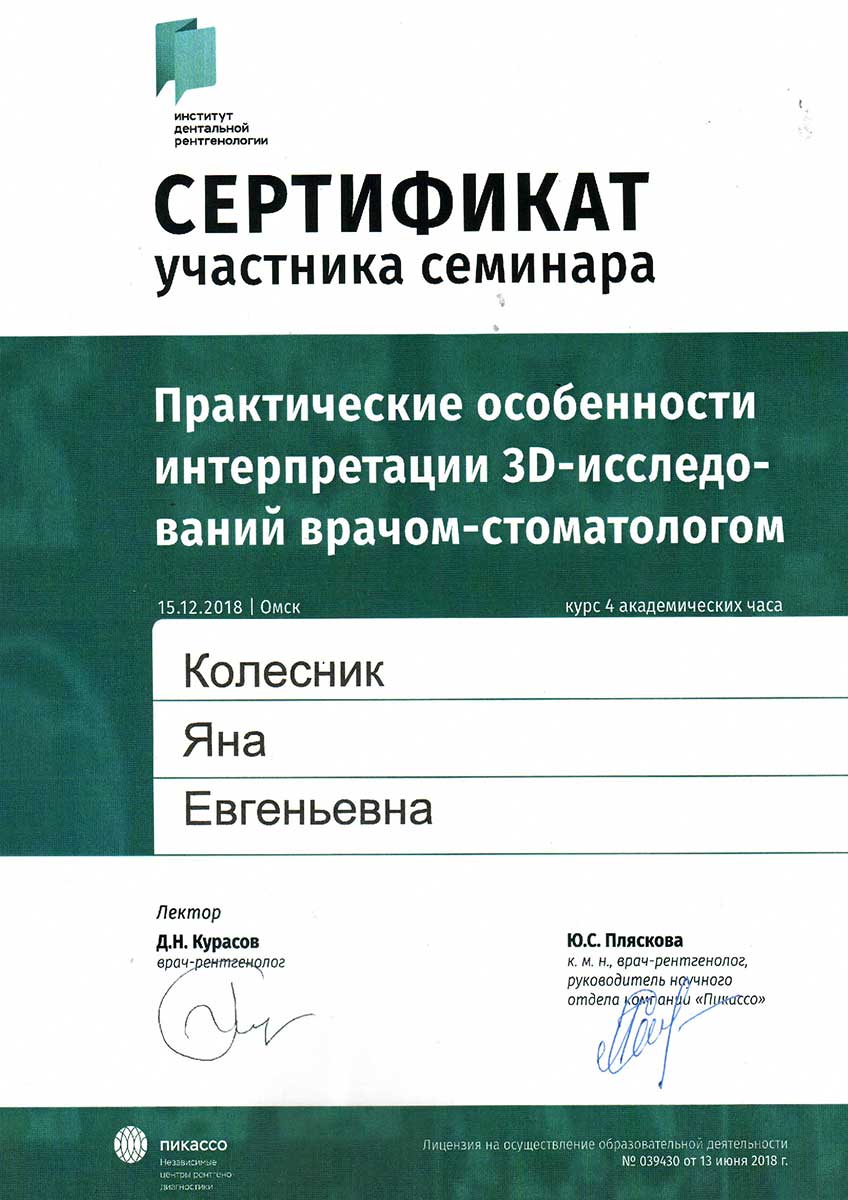 институт
дентальной
рентгенологии
СЕРТИФИКАТ
участника семинара
Практические особенности
интерпретации 3D-исследо-
ваний врачом-стоматологом
15.12.2018 | Омск
курс 4 академических часа
Колесник
Яна
Евгеньевна
Лектор
Д.Н. Курасов
врач-рентгенолог
Ю.С. Пляскова
к. м. н., врач-рентгенолог,
руководитель научного
отдела компании «Пикассо»
ПИКАССО
Независимые
центры рентгено-
диагностики
Лицензия на осуществление образовательной деятельности
№ 039430 от 13 июня 2018 г.